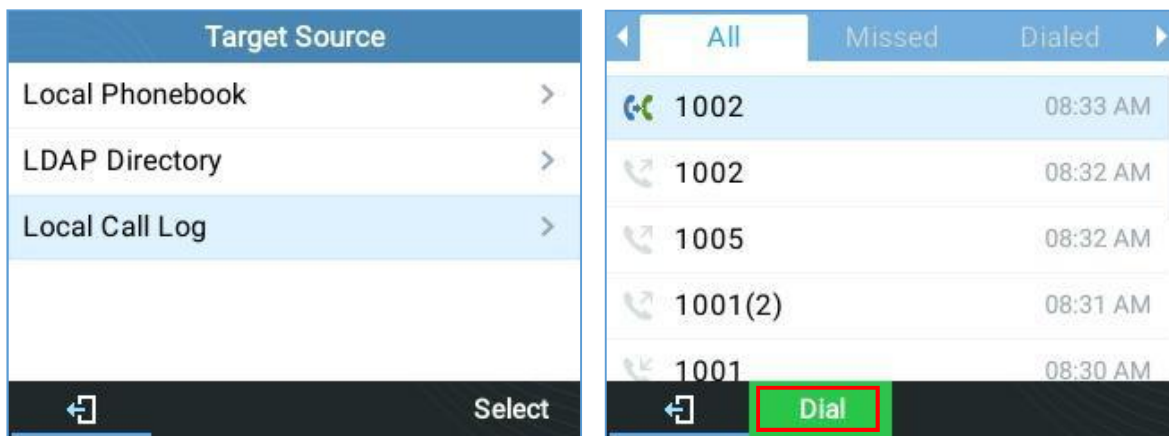 Target Source
Local Phonebook
LDAP Directory
Local Call Log
Select
All Missed Dialed
1002 08:33 AM
1002 08:32 AM
1005 08:32 AM
1001(2) 08:31 AM
1001 08:30 AM
Dial